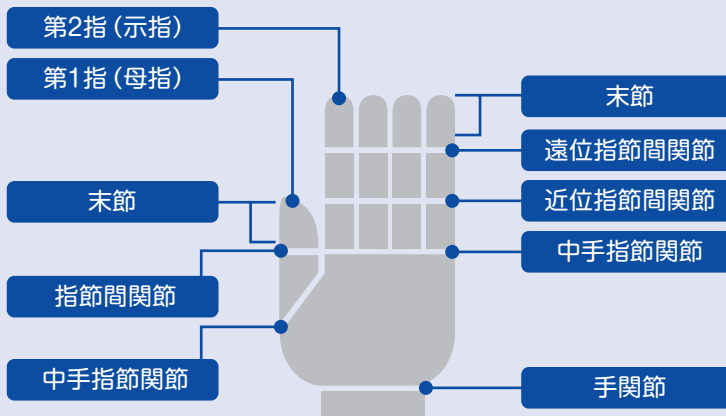 第2指(示指)
第1指(母指)
末節
指節間関節
中手指節関節
末節
遠位指節間関節
近位指節間関節
中手指節関節
手関節